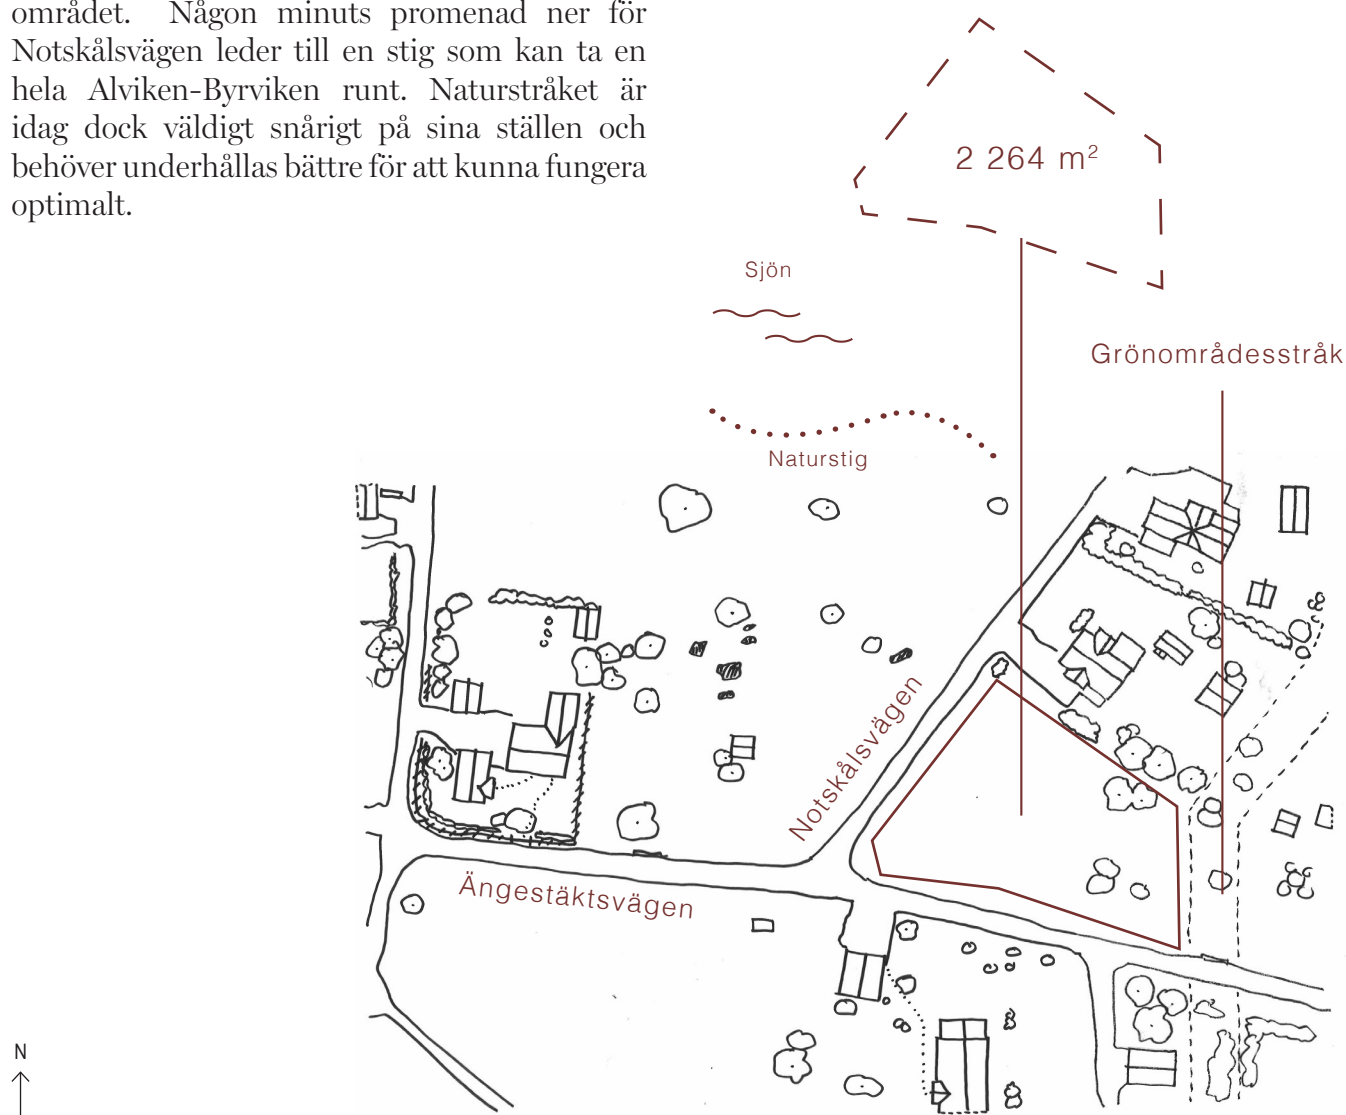 området. Någon minuts promenad ner för
Notskålsvägen leder till en stig som kan ta en
hela Alviken-Byrviken runt. Naturstråket är
idag dock väldigt snårigt på sina ställen och
behöver underhållas bättre för att kunna fungera
optimalt.
2 264 m²
Sjön
Grönområdesstråk
Naturstig
Notskålsvägen
Ängestäktsvägen
N